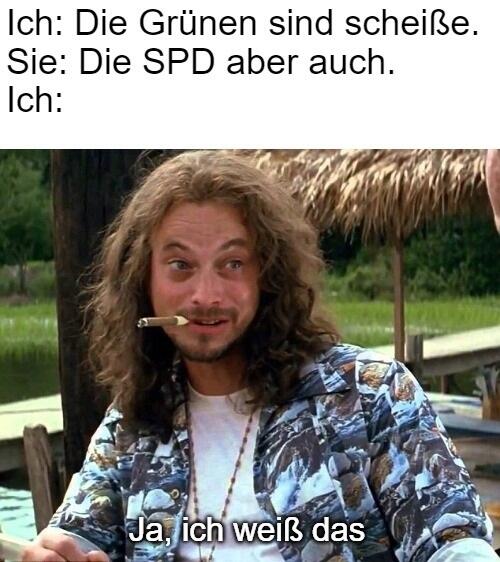 Ich: Die Grünen sind scheiße.
Sie: Die SPD aber auch.
Ich:
Ja, ich weiß das